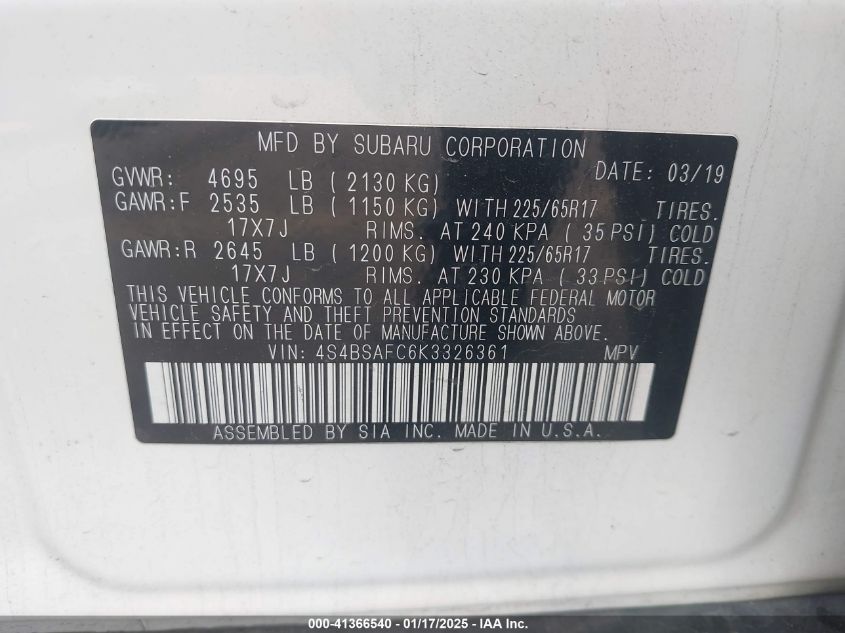 MFD BY SUBARU CORPORATION
DATE: 03/19
GVWR: 4695 LB ( 2130 KG)
GAWR:F 2535 LB ( 1150 KG) WITH 225/65R17 TIRES.
17X7J RIMS. AT 240 KPA ( 35 PSI) COLD
GAWR:R 2645 LB ( 1200 KG) WITH 225/65R17 TIRES.
17X7J RIMS. AT 230 KPA ( 33 PSI) COLD
THIS VEHICLE CONFORMS TO ALL APPLICABLE FEDERAL MOTOR
VEHICLE SAFETY AND THEFT PREVENTION STANDARDS
IN EFFECT ON THE DATE OF MANUFACTURE SHOWN ABOVE.
VIN: 4S4BSAFC6K3326361 MPV
ASSEMBLED BY SIA INC. MADE IN U.S.A.
000-41366540 - 01/17/2025 - IAA Inc.